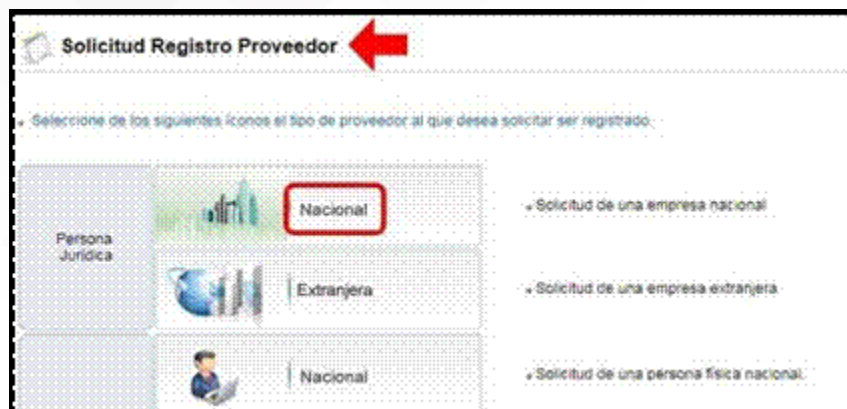 Solicitud Registro Proveedor
Seleccione de los siguientes íconos el tipo de proveedor al que desea solicitar ser registrado.
Persona
Jurídica
Nacional
Solicitud de una empresa nacional
Extranjera
Solicitud de una empresa extranjera
Nacional
Solicitud de una persona física nacional.